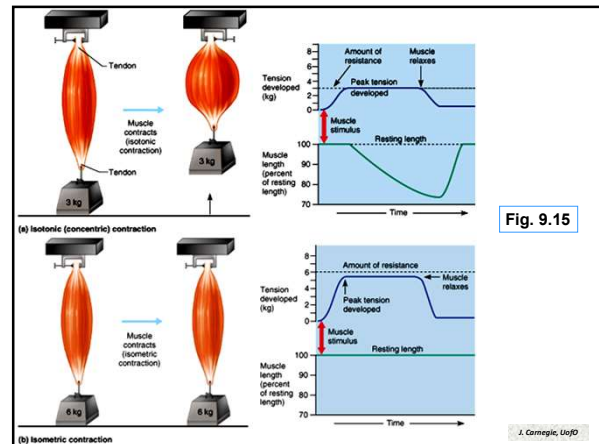 Tendon
Muscle
contracts
(isotonic
contraction)
Tendon
3 kg
3 kg
(a) Isotonic (concentric) contraction
Amount of
resistance
Muscle
relaxes
Tension
developed
(kg)
8
6
4
2
0
Peak tension
developed
Muscle
stimulus
Resting length
Muscle
length
(percent
of resting
length)
100
90
80
70
Time
Fig. 9.15
Muscle
contracts
(isometric
contraction)
6 kg
6 kg
(b) Isometric contraction
Amount of resistance
Tension
developed
(kg)
8
6
4
2
0
Muscle
relaxes
Peak tension
developed
Muscle
stimulus
Resting length
Muscle
length
(percent
of resting
length)
100
90
80
70
Time
J. Carnegie, UofO